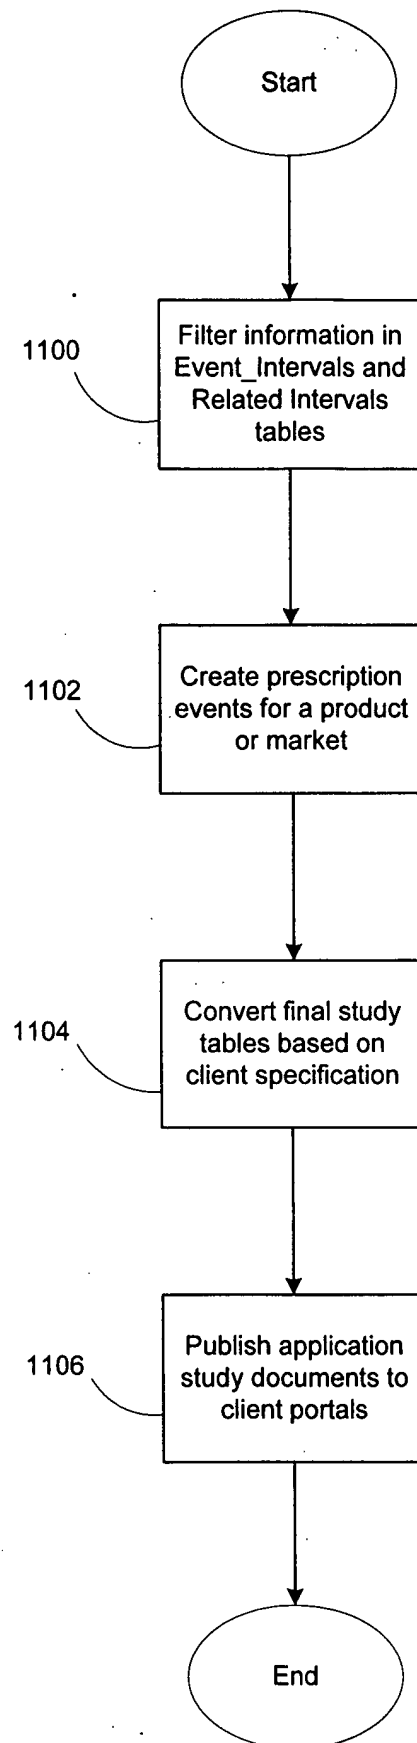 Start
1100
Filter information in
Event_Intervals and
Related Intervals
tables
1102
Create prescription
events for a product
or market
1104
Convert final study
tables based on
client specification
1106
Publish application
study documents to
client portals
End